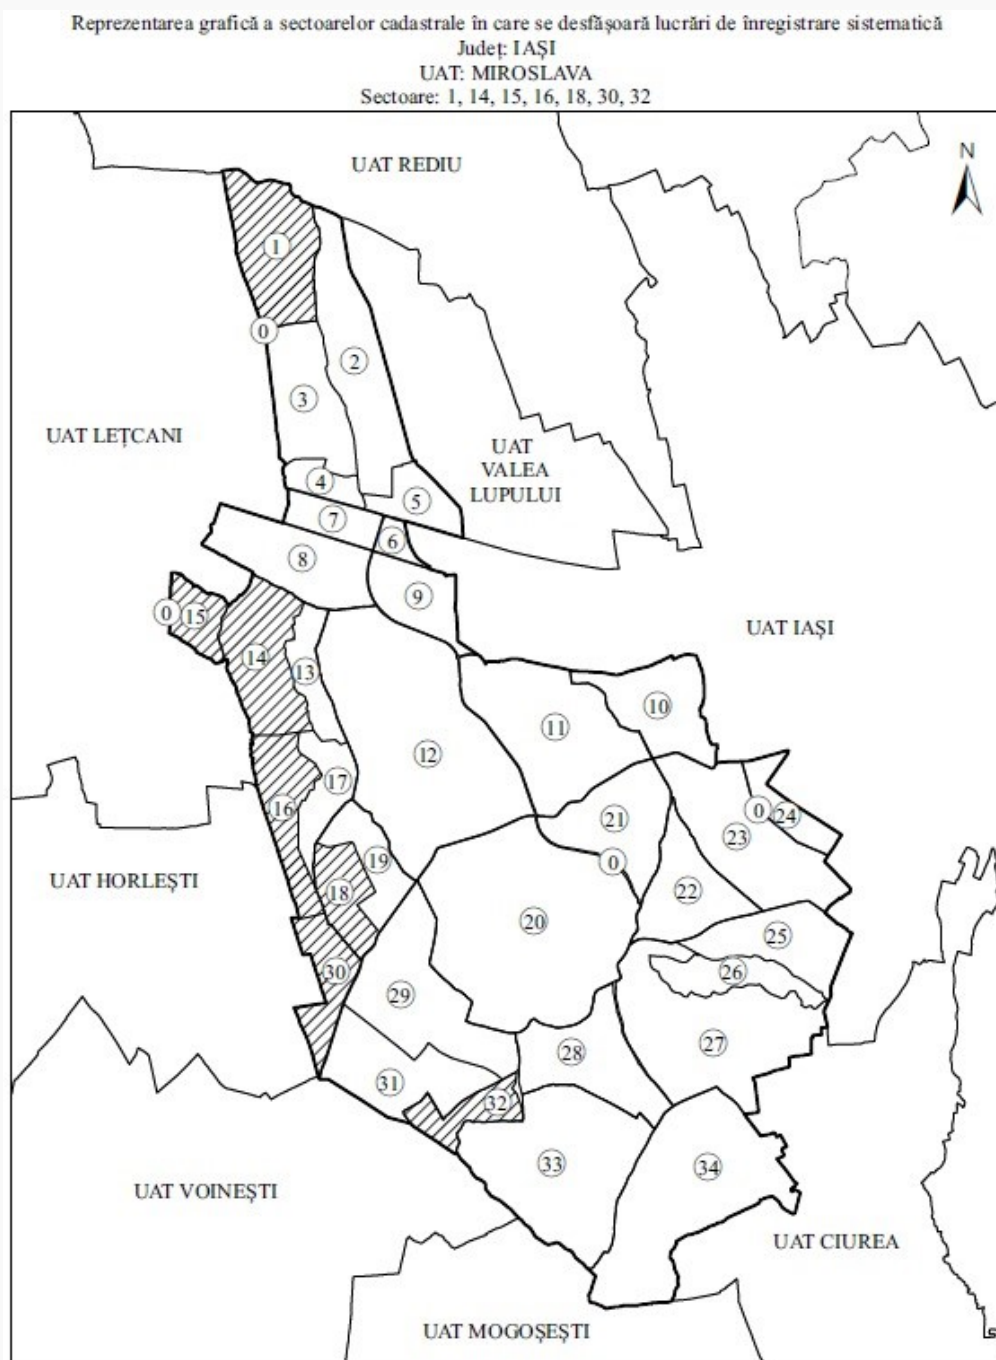 Reprezentarea grafică a sectoarelor cadastrale în care se desfășoară lucrări de înregistrare sistematică
Județ: IAȘI
UAT: MIROSLAVA
Sectoare: 1, 14, 15, 16, 18, 30, 32
N
UAT REDIU
1
0
2
3
UAT LEȚCANI
UAT
VALEA
LUPULUI
4
5
7
6
8
9
0
15
UAT IAȘI
14
13
10
11
12
17
16
21
0
24
23
19
0
UAT HORLEȘTI
18
22
20
25
30
26
29
27
28
31
32
33
34
UAT VOINEȘTI
UAT CIUREA
UAT MOGOȘEȘTI